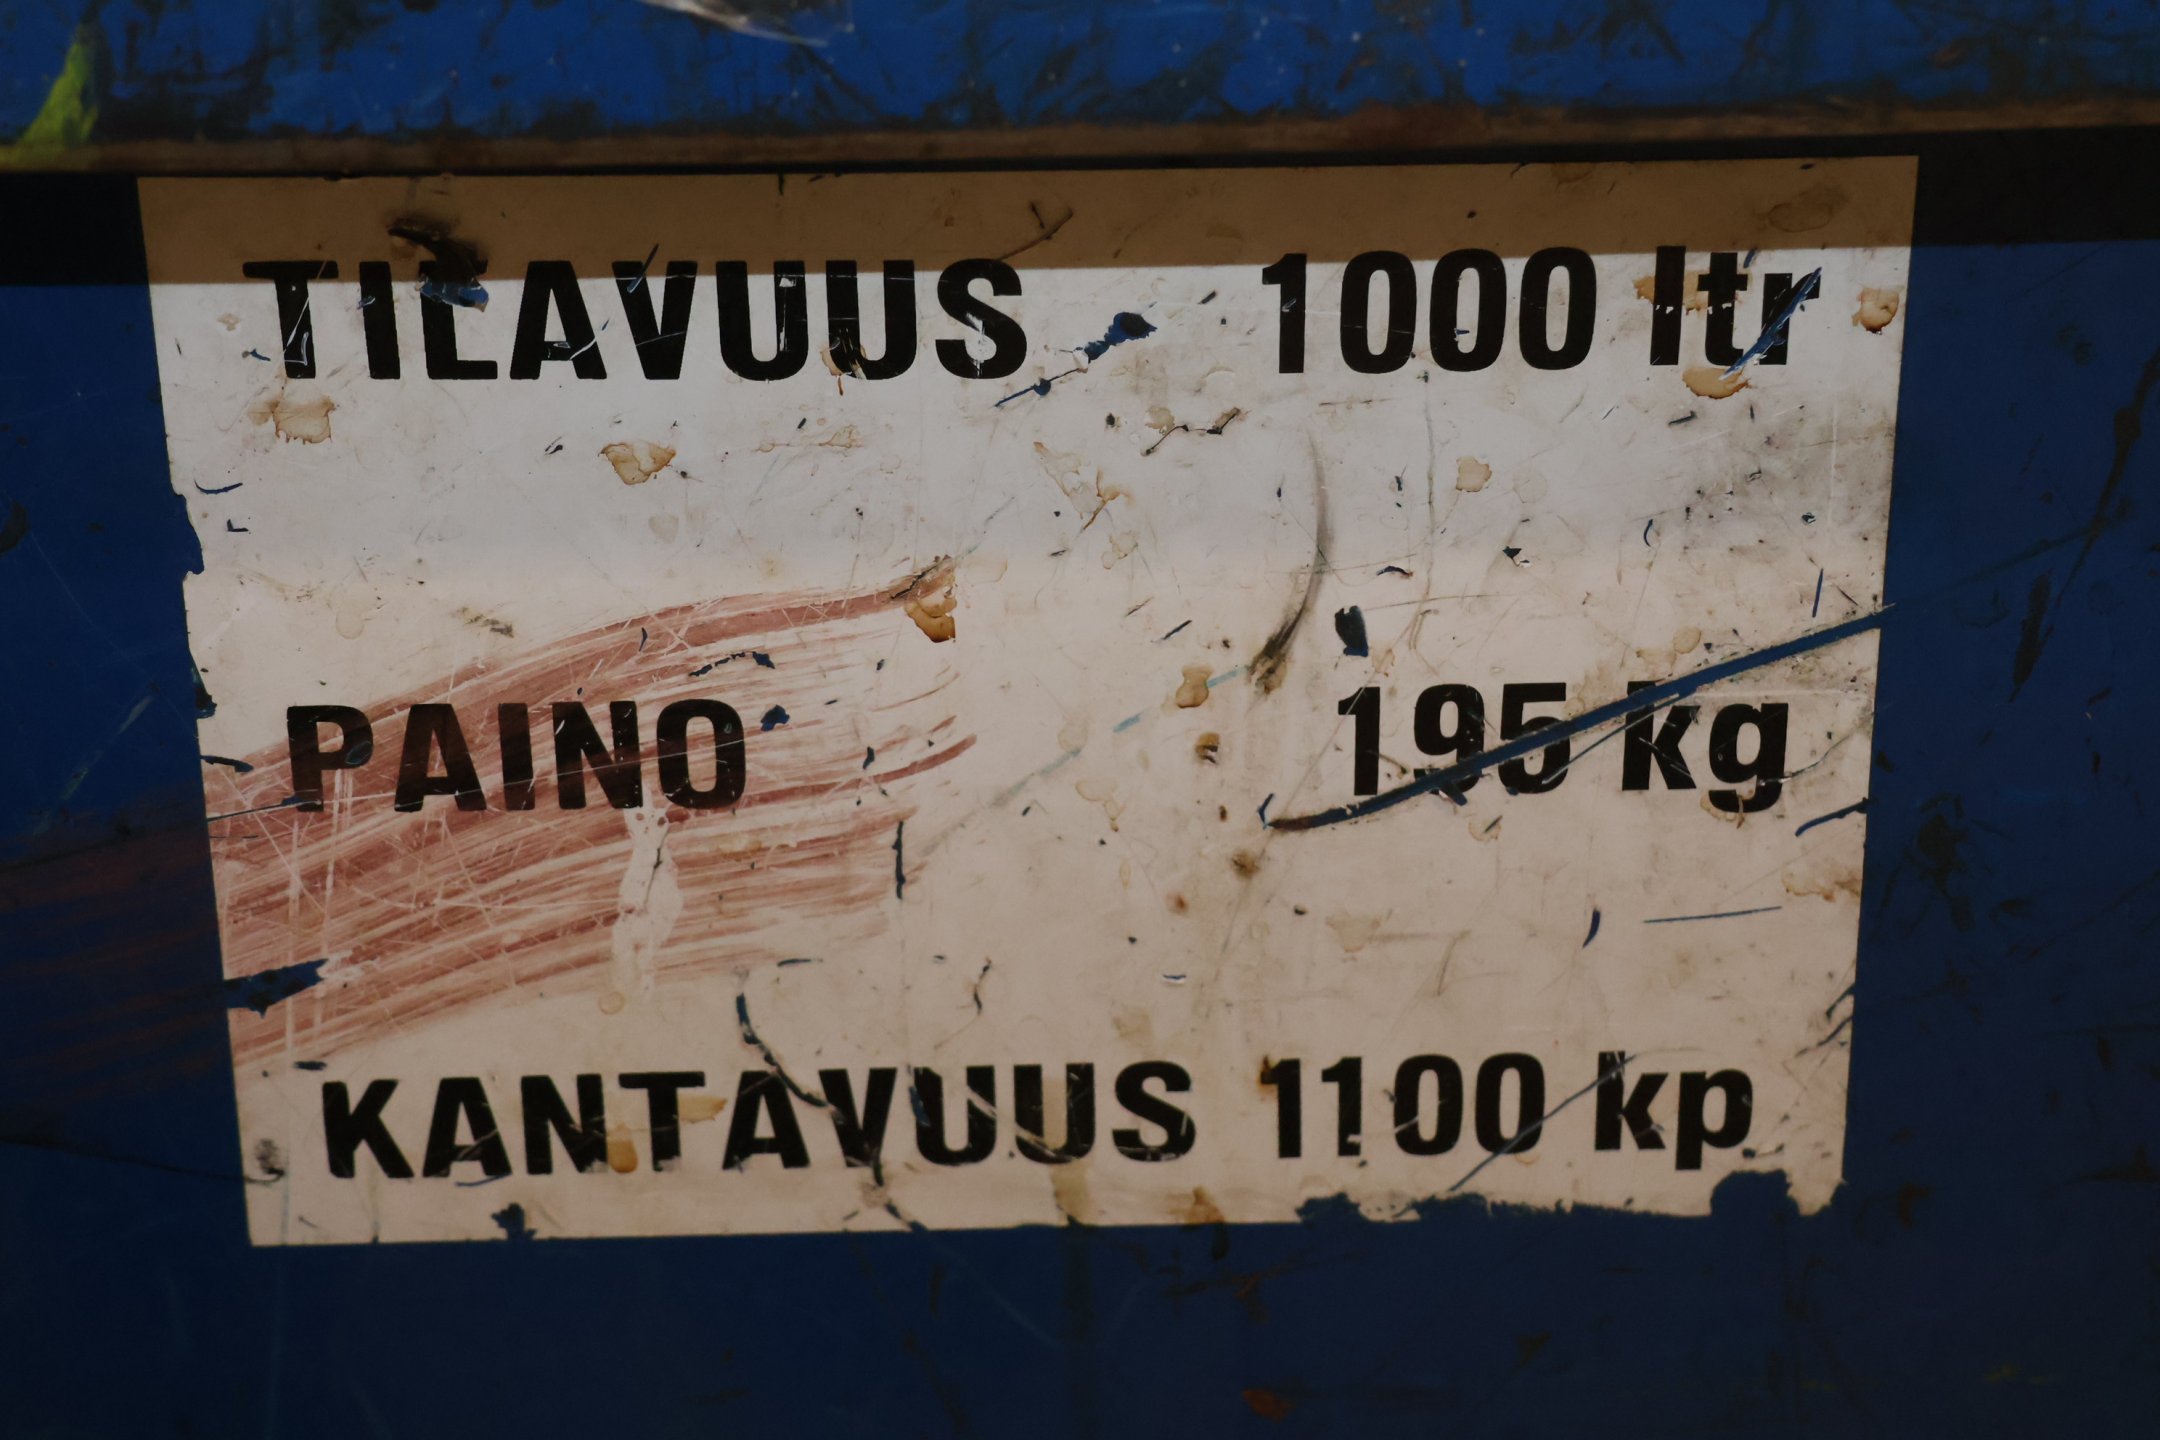 TILAVUUS 1000 ltr
PAINO 195 kg
KANTAVUUS 1100 kp